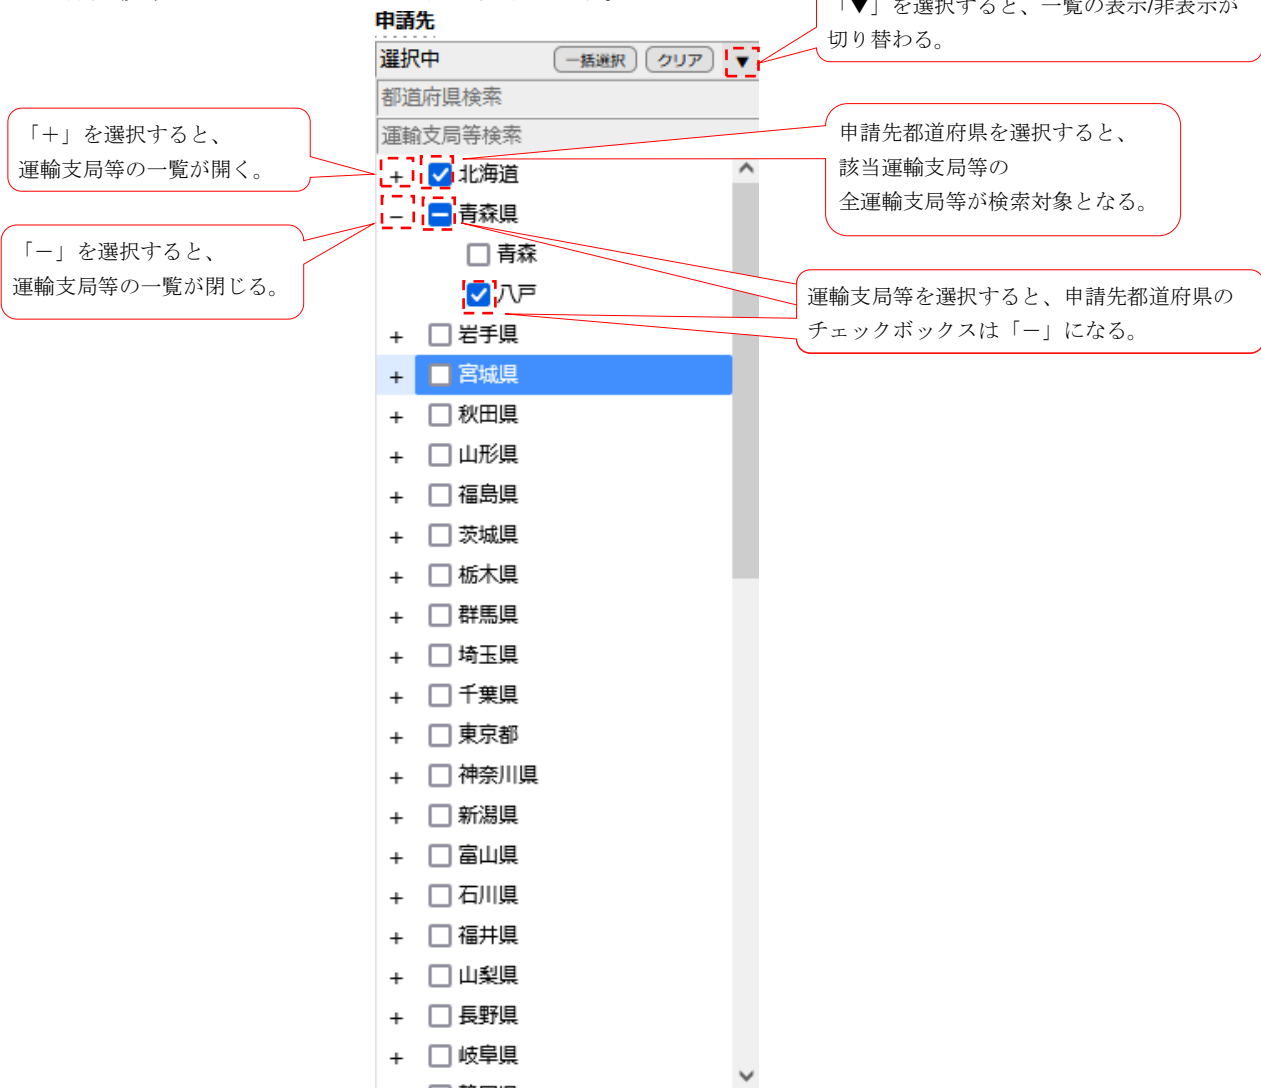 申請先
「▼」を選択すると、一覧の表示/非表示が
切り替わる。
選択中 一括選択 クリア ▼
都道府県検索
運輸支局等検索
「+」を選択すると、
運輸支局等の一覧が開く。
申請先都道府県を選択すると、
該当運輸支局等の
全運輸支局等が検索対象となる。
+ 北海道
− 青森県
青森
八戸
「−」を選択すると、
運輸支局等の一覧が閉じる。
運輸支局等を選択すると、申請先都道府県の
チェックボックスは「−」になる。
+ 岩手県
+ 宮城県
+ 秋田県
+ 山形県
+ 福島県
+ 茨城県
+ 栃木県
+ 群馬県
+ 埼玉県
+ 千葉県
+ 東京都
+ 神奈川県
+ 新潟県
+ 富山県
+ 石川県
+ 福井県
+ 山梨県
+ 長野県
+ 岐阜県